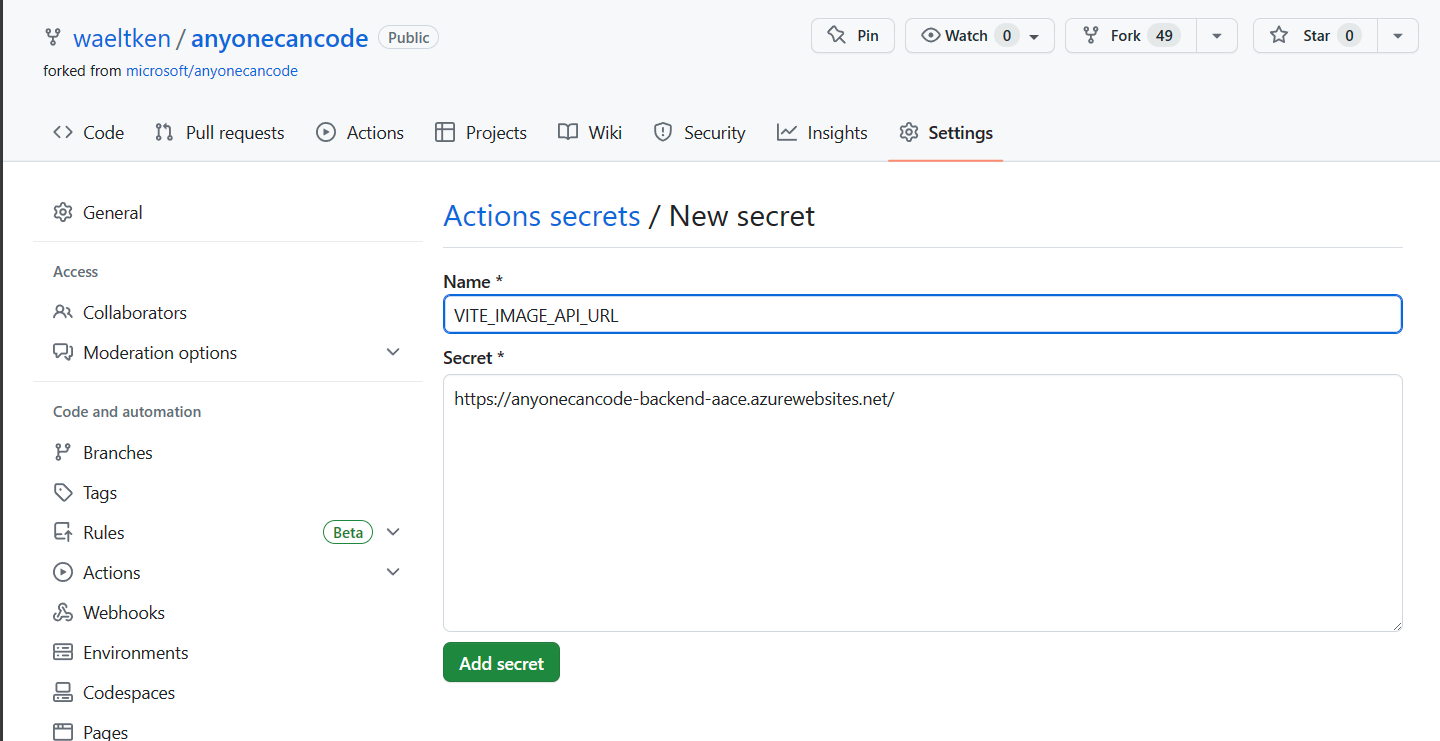 waeltken / anyonecancode Public
Pin
Watch 0
Fork 49
Star 0
forked from microsoft/anyonecancode
Code
Pull requests
Actions
Projects
Wiki
Security
Insights
Settings
General
Access
Collaborators
Moderation options
Code and automation
Branches
Tags
Rules Beta
Actions
Webhooks
Environments
Codespaces
Pages
Actions secrets / New secret
Name *
VITE_IMAGE_API_URL
Secret *
https://anyonecancode-backend-aace.azurewebsites.net/
Add secret